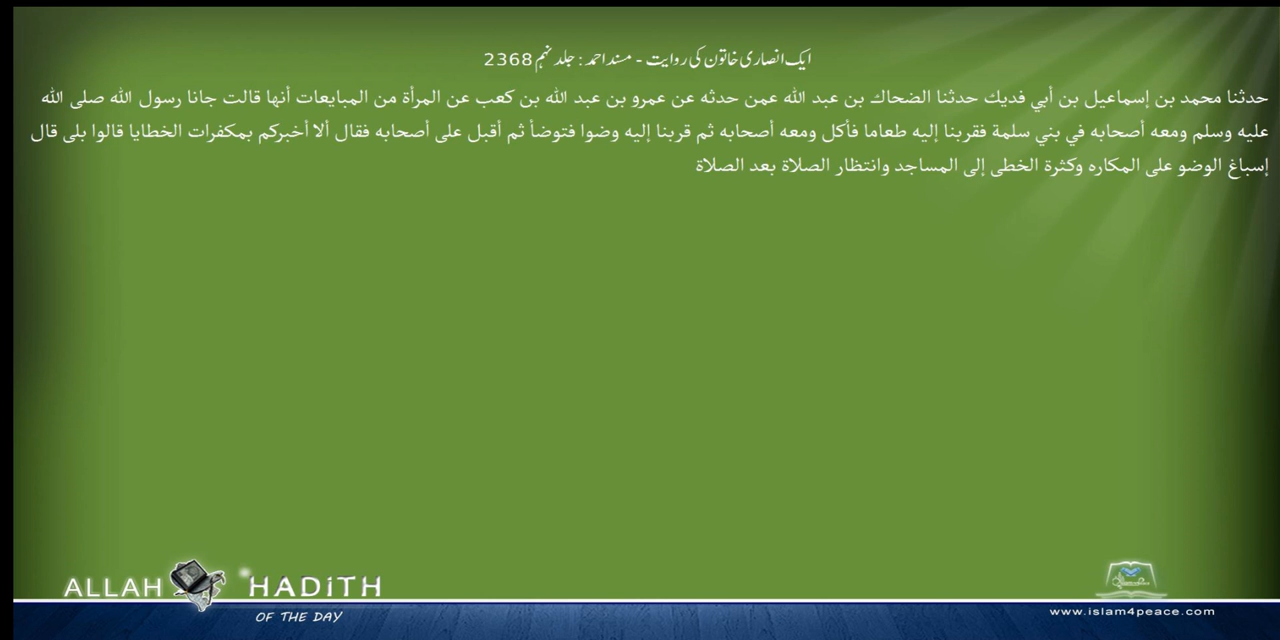 ایک انصاری خاتون کی روایت - مسند احمد : جلد نہم 2368
حدثنا محمد بن إسماعيل بن أبي فديك حدثنا الضحاك بن عبد الله عمن حدثه عن عمرو بن عبد الله بن كعب عن المرأة من المبايعات أنها قالت جانا رسول الله صلى الله
عليه وسلم ومعه أصحابه في بني سلمة فقربنا إليه طعاما فأكل ومعه أصحابه ثم قربنا إليه وضوا فتوضأ ثم أقبل على أصحابه فقال ألا أخبركم بمكفرات الخطايا قالوا بلى قال
إسباغ الوضو على المكاره وكثرة الخطى إلى المساجد وانتظار الصلاة بعد الصلاة
ALLAH HADITH
OF THE DAY
www.islam4peace.com